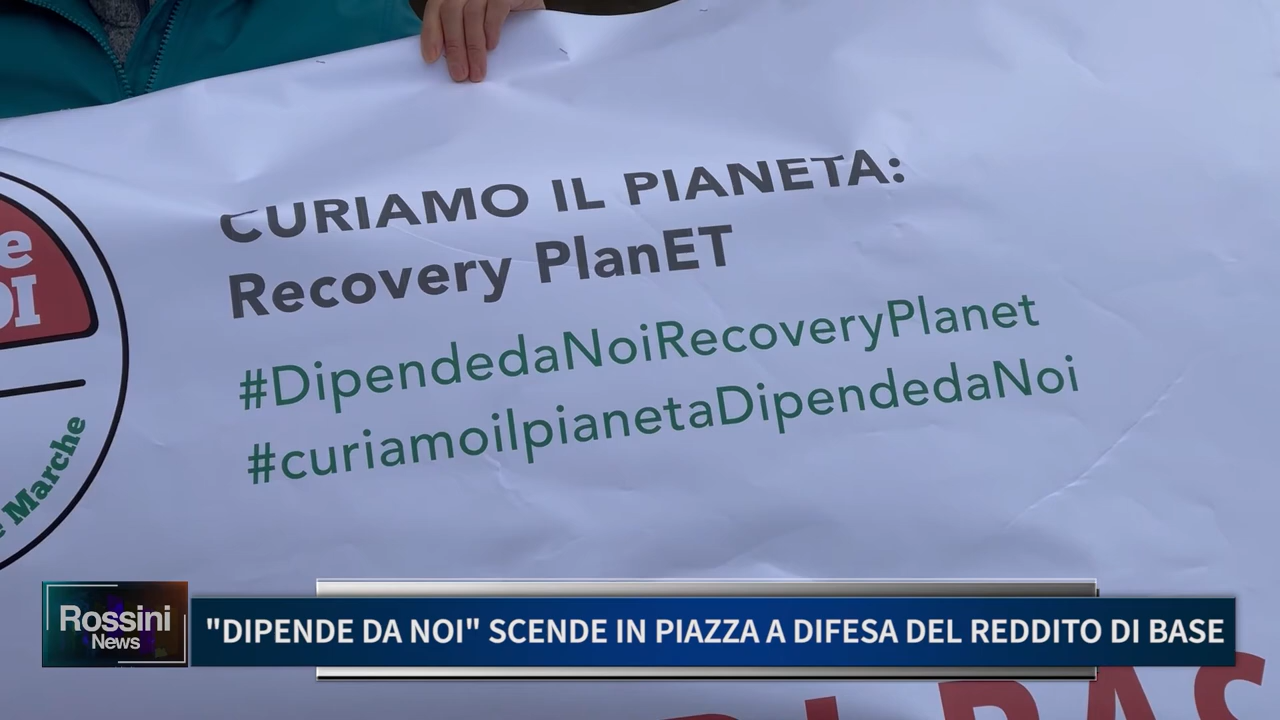 CURIAMO IL PIANETA:
Recovery PlanET
#DipendedaNoiRecoveryPlanet
#curiamoilpianetaDipendedaNoi
Marche
Rossini
News
"DIPENDE DA NOI" SCENDE IN PIAZZA A DIFESA DEL REDDITO DI BASE